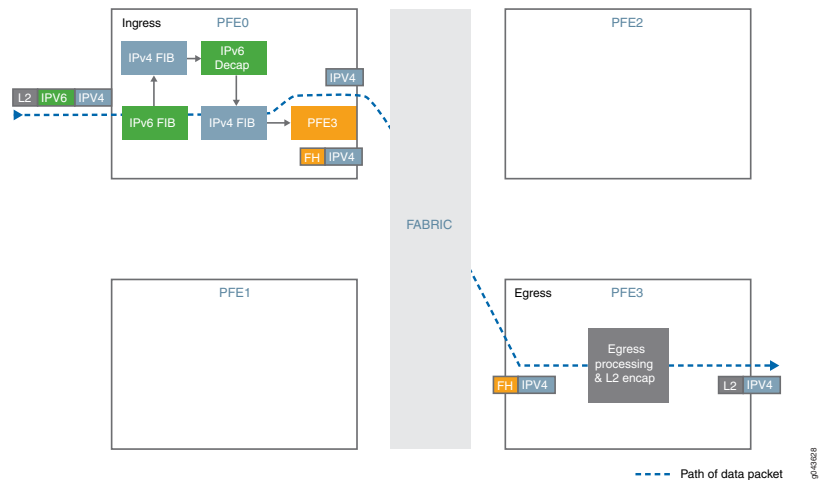 Ingress PFE0
IPv4 FIB
IPv6
Decap
IPV4
L2 IPV6 IPV4
IPv6 FIB
IPv4 FIB
PFE3
FH IPV4
FABRIC
PFE2
PFE1
Egress PFE3
Egress
processing
& L2 encap
FH IPV4
L2 IPV4
Path of data packet
g043628